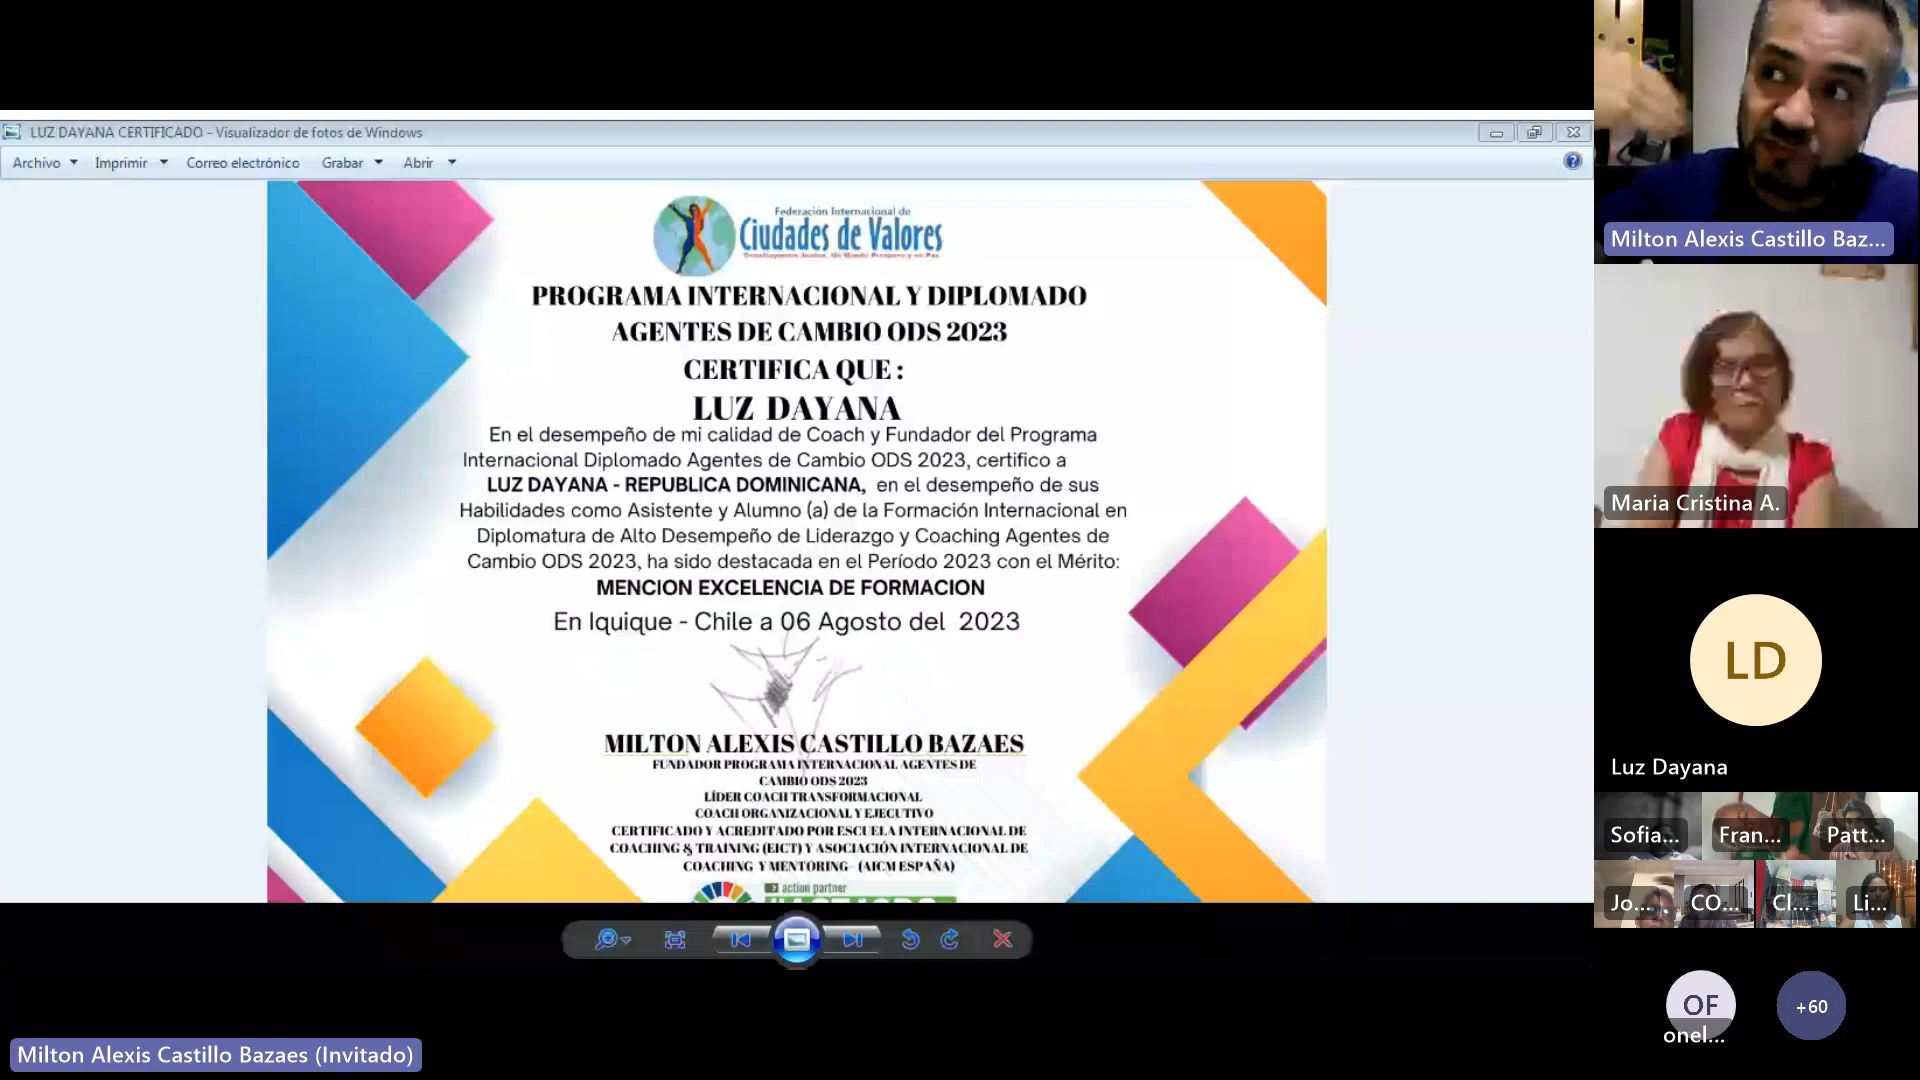 LUZ DAYANA CERTIFICADO - Visualizador de fotos de Windows
Archivo Imprimir Correo electrónico Grabar Abrir
Federación Internacional de
Ciudades de Valores
PROGRAMA INTERNACIONAL Y DIPLOMADO
AGENTES DE CAMBIO ODS 2023
CERTIFICA QUE :
LUZ DAYANA
En el desempeño de mi calidad de Coach y Fundador del Programa
Internacional Diplomado Agentes de Cambio ODS 2023, certifico a
LUZ DAYANA - REPUBLICA DOMINICANA, en el desempeño de sus
Habilidades como Asistente y Alumno (a) de la Formación Internacional en
Diplomatura de Alto Desempeño de Liderazgo y Coaching Agentes de
Cambio ODS 2023, ha sido destacada en el Período 2023 con el Mérito:
MENCION EXCELENCIA DE FORMACION
En Iquique - Chile a 06 Agosto del 2023
MILTON ALEXIS CASTILLO BAZAES
FUNDADOR PROGRAMA INTERNACIONAL AGENTES DE
CAMBIO ODS 2023
LÍDER COACH TRANSFORMACIONAL
COACH ORGANIZACIONAL Y EJECUTIVO
CERTIFICADO Y ACREDITADO POR ESCUELA INTERNACIONAL DE
COACHING & TRAINING (EICT) Y ASOCIACIÓN INTERNACIONAL DE
COACHING Y MENTORING- (AICM ESPAÑA)
action partner
Milton Alexis Castillo Bazaes (Invitado)
Milton Alexis Castillo Baz...
Maria Cristina A.
LD
Luz Dayana
Sofia... Fran... Patt...
Jo... CO... Cl... Li...
OF +60
onel...